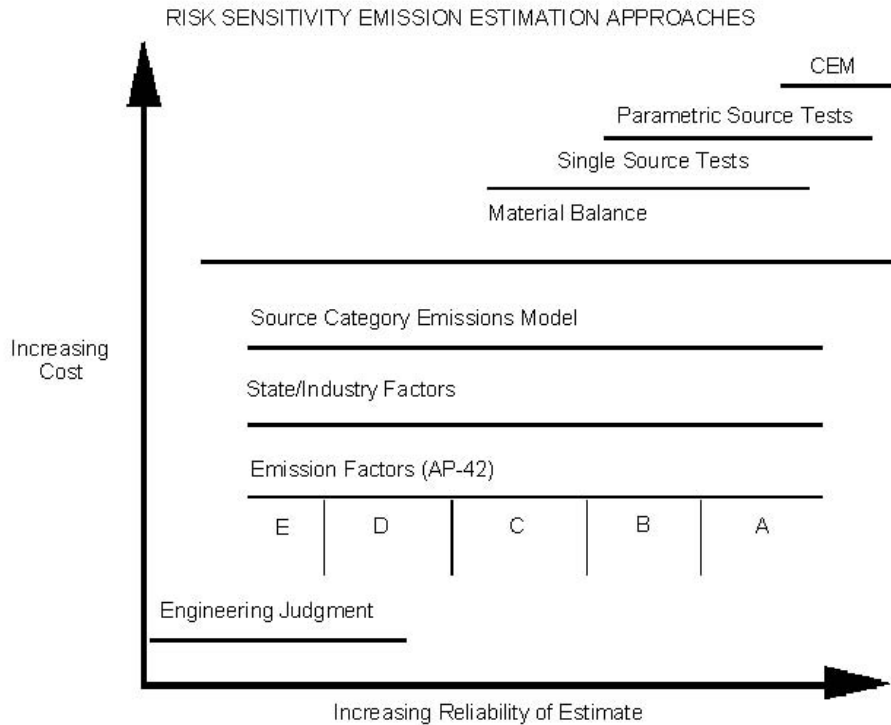 RISK SENSITIVITY EMISSION ESTIMATION APPROACHES
CEM
Parametric Source Tests
Single Source Tests
Material Balance
Source Category Emissions Model
Increasing
Cost
State/Industry Factors
Emission Factors (AP-42)
E D C B A
Engineering Judgment
Increasing Reliability of Estimate